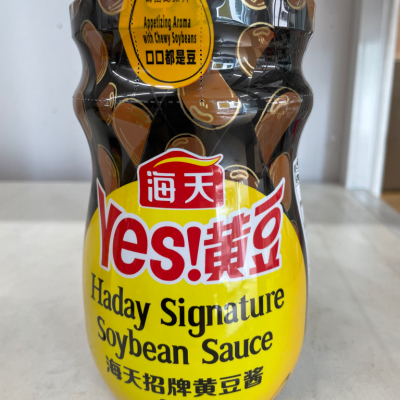 Appetizing Aroma
with Chewy Soybeans
口口都是豆
海天
Yes!黄豆
Haday Signature
Soybean Sauce
海天招牌黄豆酱